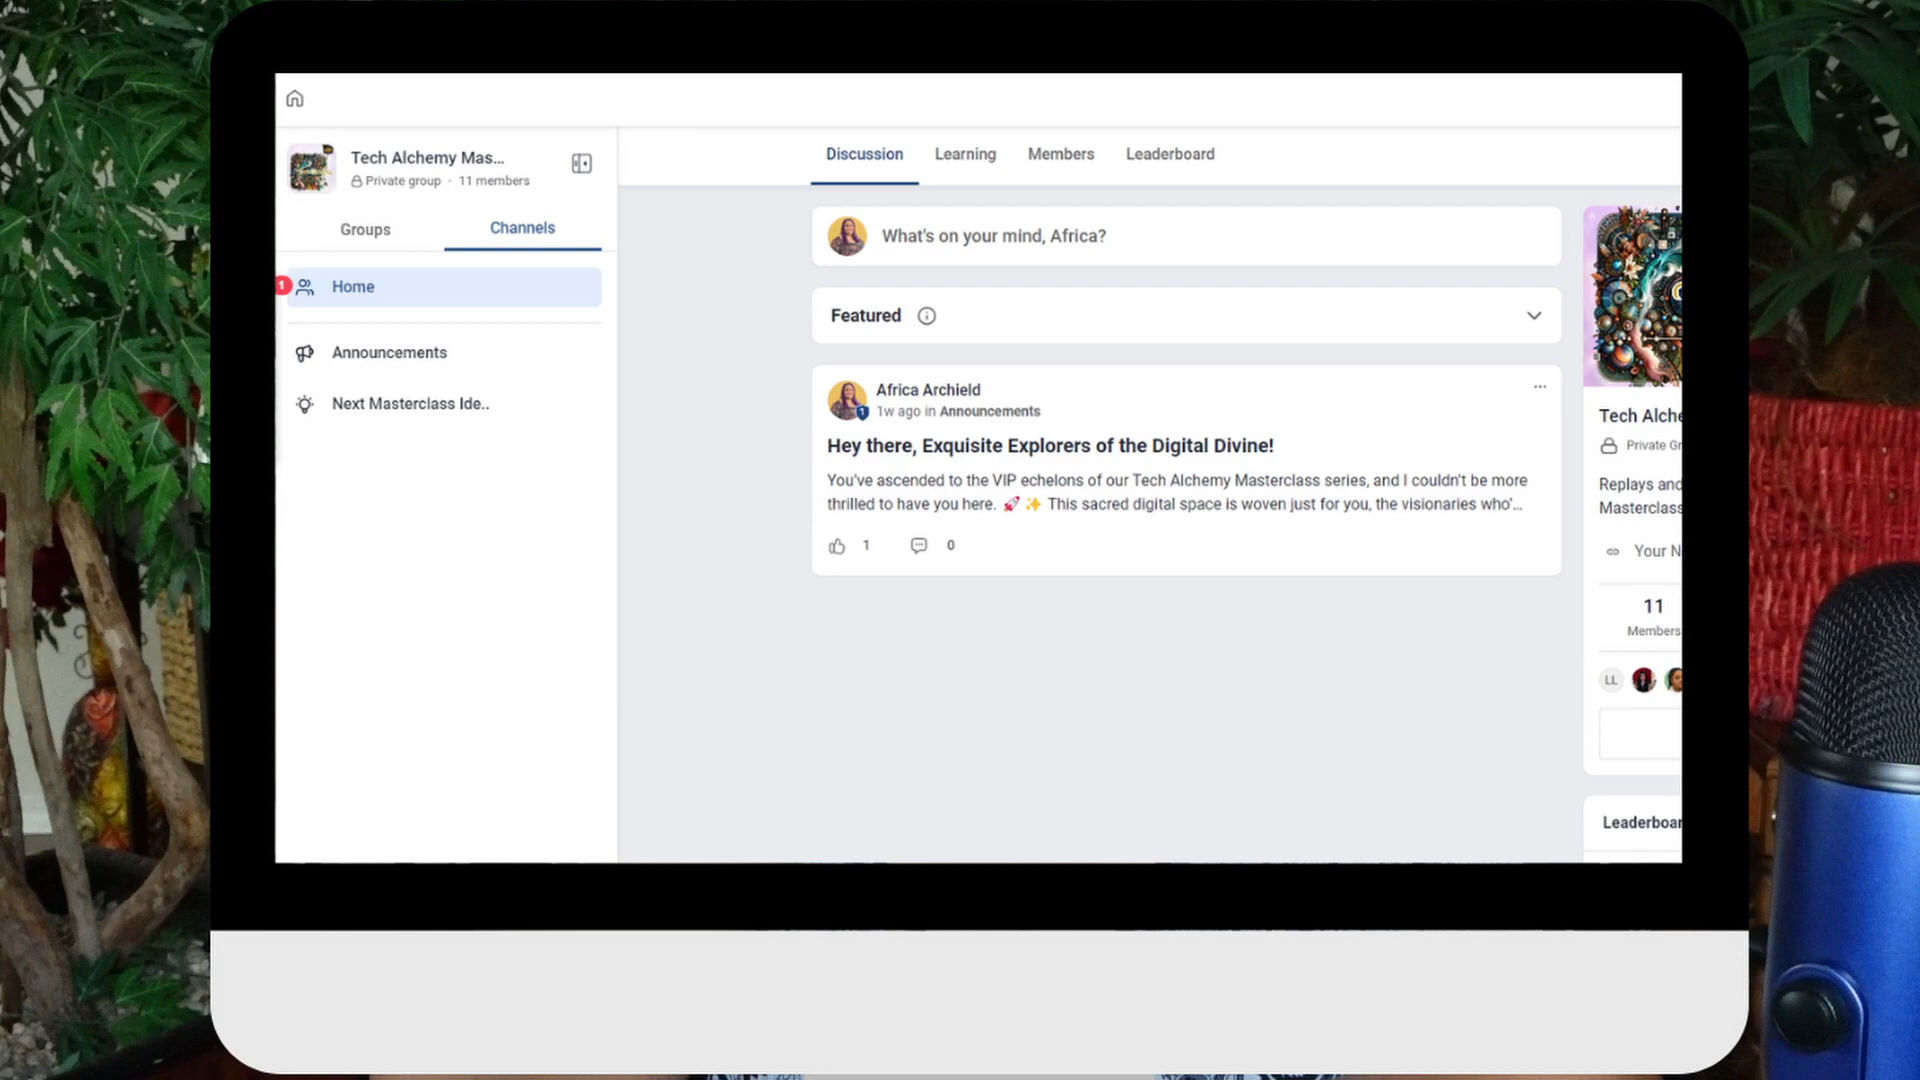 Tech Alchemy Mas...
Private group · 11 members
Groups
Channels
1
Home
Announcements
Next Masterclass Ide..
Discussion
Learning
Members
Leaderboard
What's on your mind, Africa?
Featured
Africa Archield
1
1w ago in Announcements
...
Hey there, Exquisite Explorers of the Digital Divine!
You've ascended to the VIP echelons of our Tech Alchemy Masterclass series, and I couldn't be more
thrilled to have you here. 🚀 ✨ This sacred digital space is woven just for you, the visionaries who'...
1
0
Tech Alche
Private Gr
Replays and
Masterclass
Your N
11
Members
LL
Leaderboar